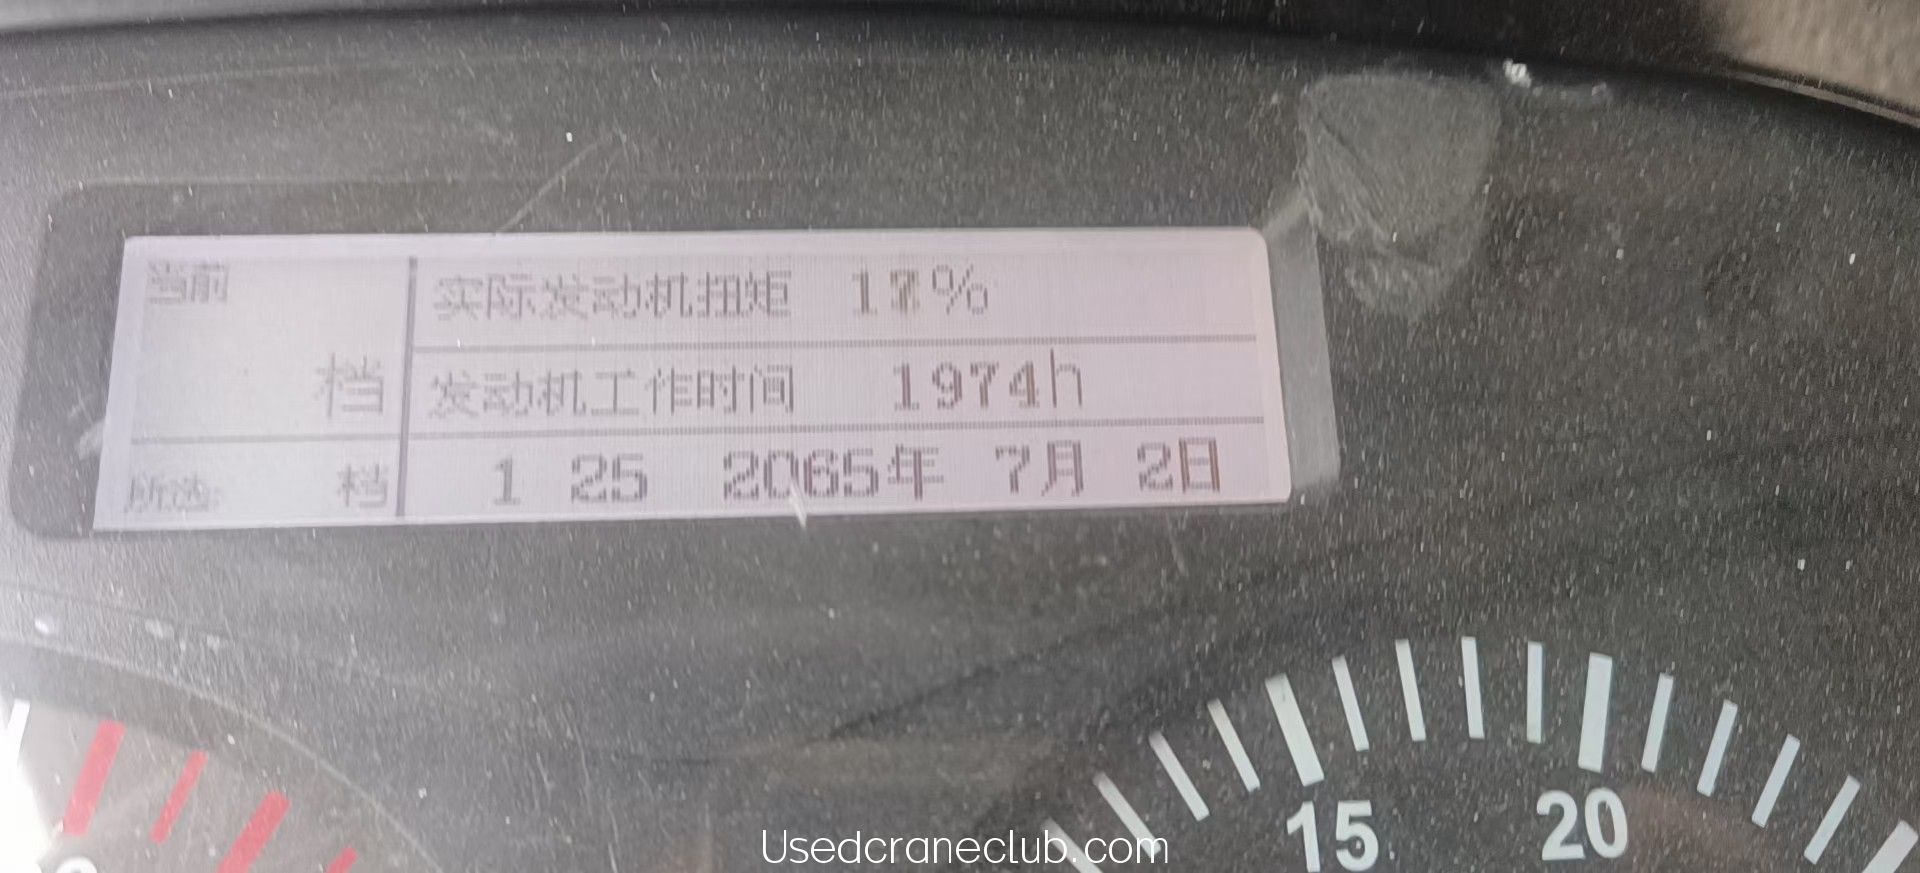 当前
档
实际发动机扭矩 17%
发动机工作时间 1974h
所选 档
1 25 2065年 7月 2日
15
20
Usedcraneclub.com